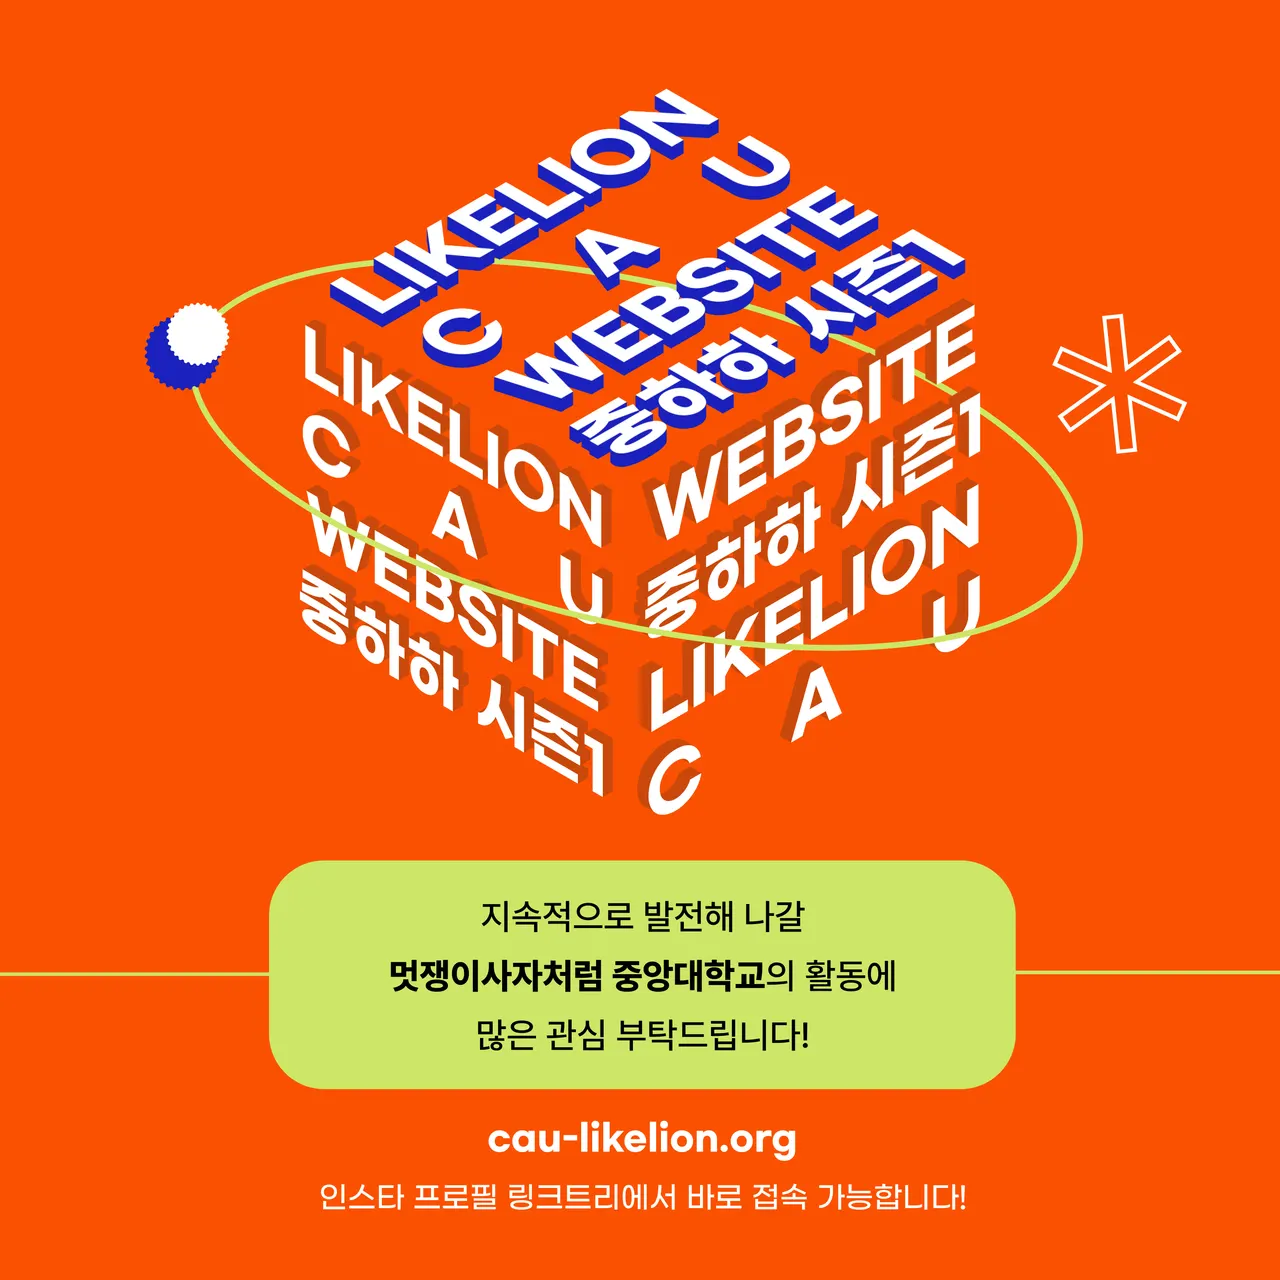 LIKELION
C A U
WEBSITE
중하하 시즌1
LIKELION
C A U
WEBSITE
중하하 시즌1
WEBSITE
중하하 시즌1
LIKELION
C A U
지속적으로 발전해 나갈
멋쟁이사자처럼 중앙대학교의 활동에
많은 관심 부탁드립니다!
cau-likelion.org
인스타 프로필 링크트리에서 바로 접속 가능합니다!